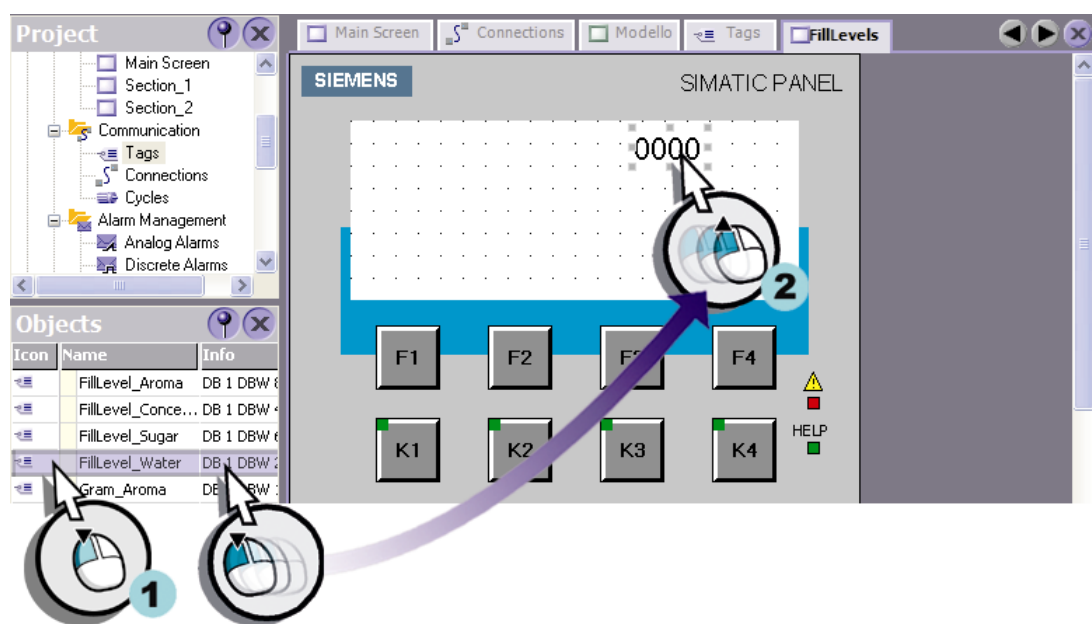 Project
Main Screen
Section_1
Section_2
Communication
Tags
Connections
Cycles
Alarm Management
Analog Alarms
Discrete Alarms
Objects
Icon Name Info
FillLevel_Aroma DB 1 DBW
FillLevel_Conce... DB 1 DBW
FillLevel_Sugar DB 1 DBW
FillLevel_Water DB 1 DBW
Gram_Aroma
1
Main Screen Connections Modello Tags FillLevels
SIEMENS SIMATIC PANEL
0000
2
F1 F2 F3 F4
HELP
K1 K2 K3 K4